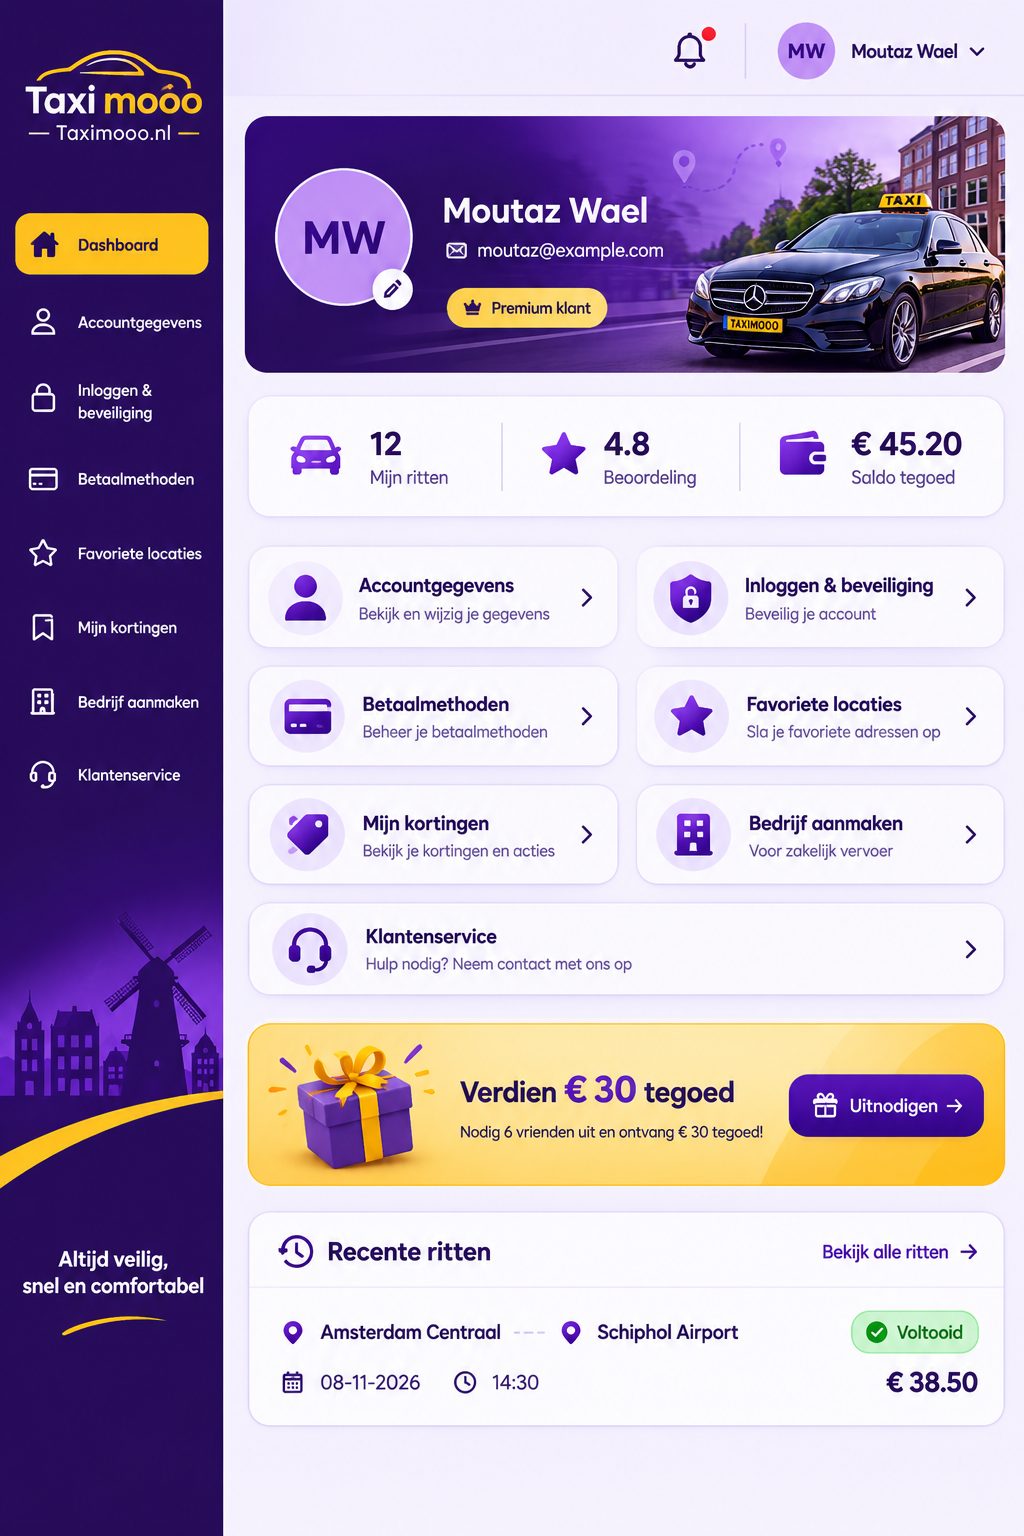 Taxi mooo
Taximooo.nl
Dashboard
Accountgegevens
Inloggen &
beveiliging
Betaalmethoden
Favoriete locaties
Mijn kortingen
Bedrijf aanmaken
Klantenservice
Altijd veilig,
snel en comfortabel
MW
Moutaz Wael
MW
Moutaz Wael
moutaz@example.com
Premium klant
TAXI
TAXIMOOO
12
Mijn ritten
4.8
Beoordeling
€ 45.20
Saldo tegoed
Accountgegevens
Bekijk en wijzig je gegevens
Inloggen & beveiliging
Beveilig je account
Betaalmethoden
Beheer je betaalmethoden
Favoriete locaties
Sla je favoriete adressen op
Mijn kortingen
Bekijk je kortingen en acties
Bedrijf aanmaken
Voor zakelijk vervoer
Klantenservice
Hulp nodig? Neem contact met ons op
Verdien € 30 tegoed
Nodig 6 vrienden uit en ontvang € 30 tegoed!
Uitnodigen →
Recente ritten
Bekijk alle ritten →
Amsterdam Centraal --- Schiphol Airport
Voltooid
08-11-2026 14:30
€ 38.50